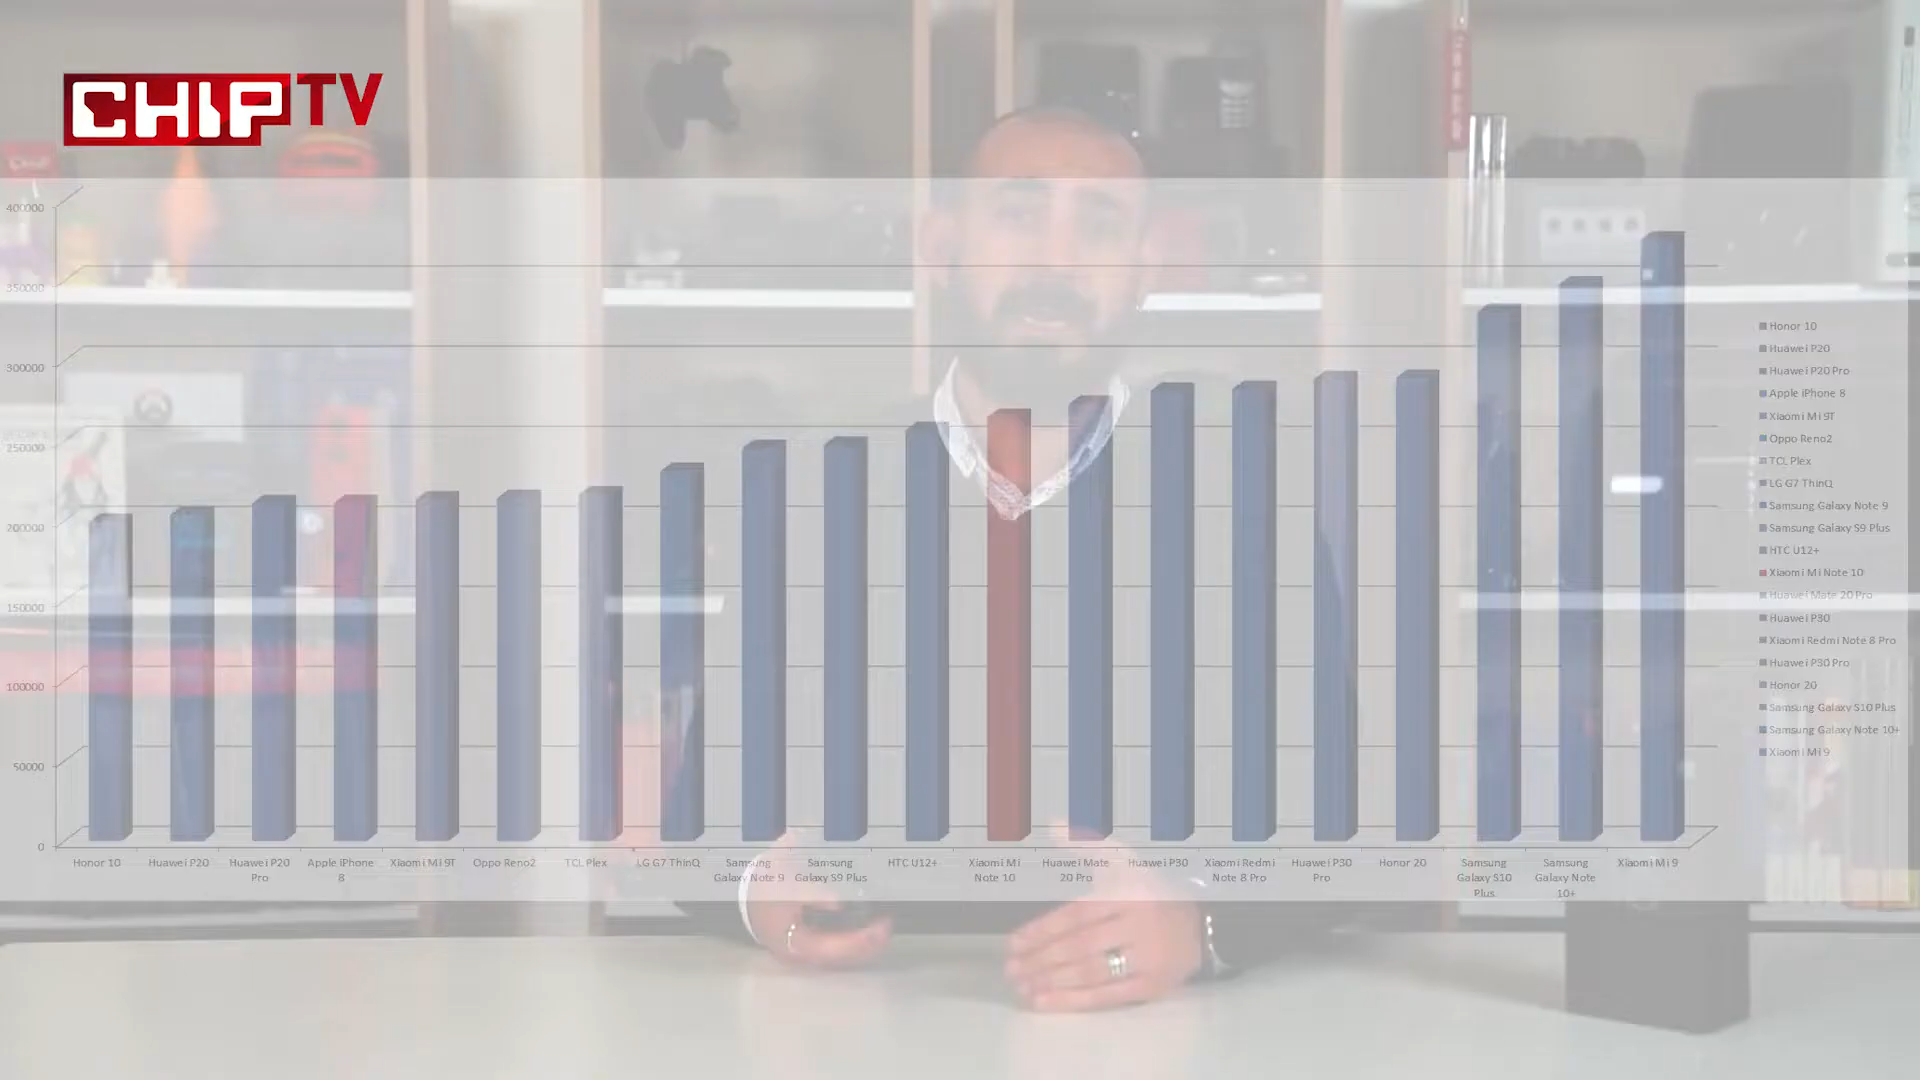 CHIP TV
CHIP
400000
350000
300000
250000
200000
150000
100000
50000
0
Honor 10
Huawei P20
Huawei P20 Pro
Apple iPhone 8
Xiaomi Mi 9T
Oppo Reno2
TCL Plex
LG G7 ThinQ
Samsung Galaxy Note 9
Samsung Galaxy S9 Plus
HTC U12+
Xiaomi Mi Note 10
Huawei Mate 20 Pro
Huawei P30
Xiaomi Redmi Note 8 Pro
Huawei P30 Pro
Honor 20
Samsung Galaxy S10 Plus
Samsung Galaxy Note 10+
Xiaomi Mi 9
Honor 10
Huawei P20
Huawei P20
Pro
Apple iPhone
8
Xiaomi Mi 9T
Oppo Reno2
TCL Plex
LG G7 ThinQ
Samsung
Galaxy Note 9
Samsung
Galaxy S9 Plus
HTC U12+
Xiaomi Mi
Note 10
Huawei Mate
20 Pro
Huawei P30
Xiaomi Redmi
Note 8 Pro
Huawei P30
Pro
Honor 20
Samsung
Galaxy S10
Plus
Samsung
Galaxy Note
10+
Xiaomi Mi 9